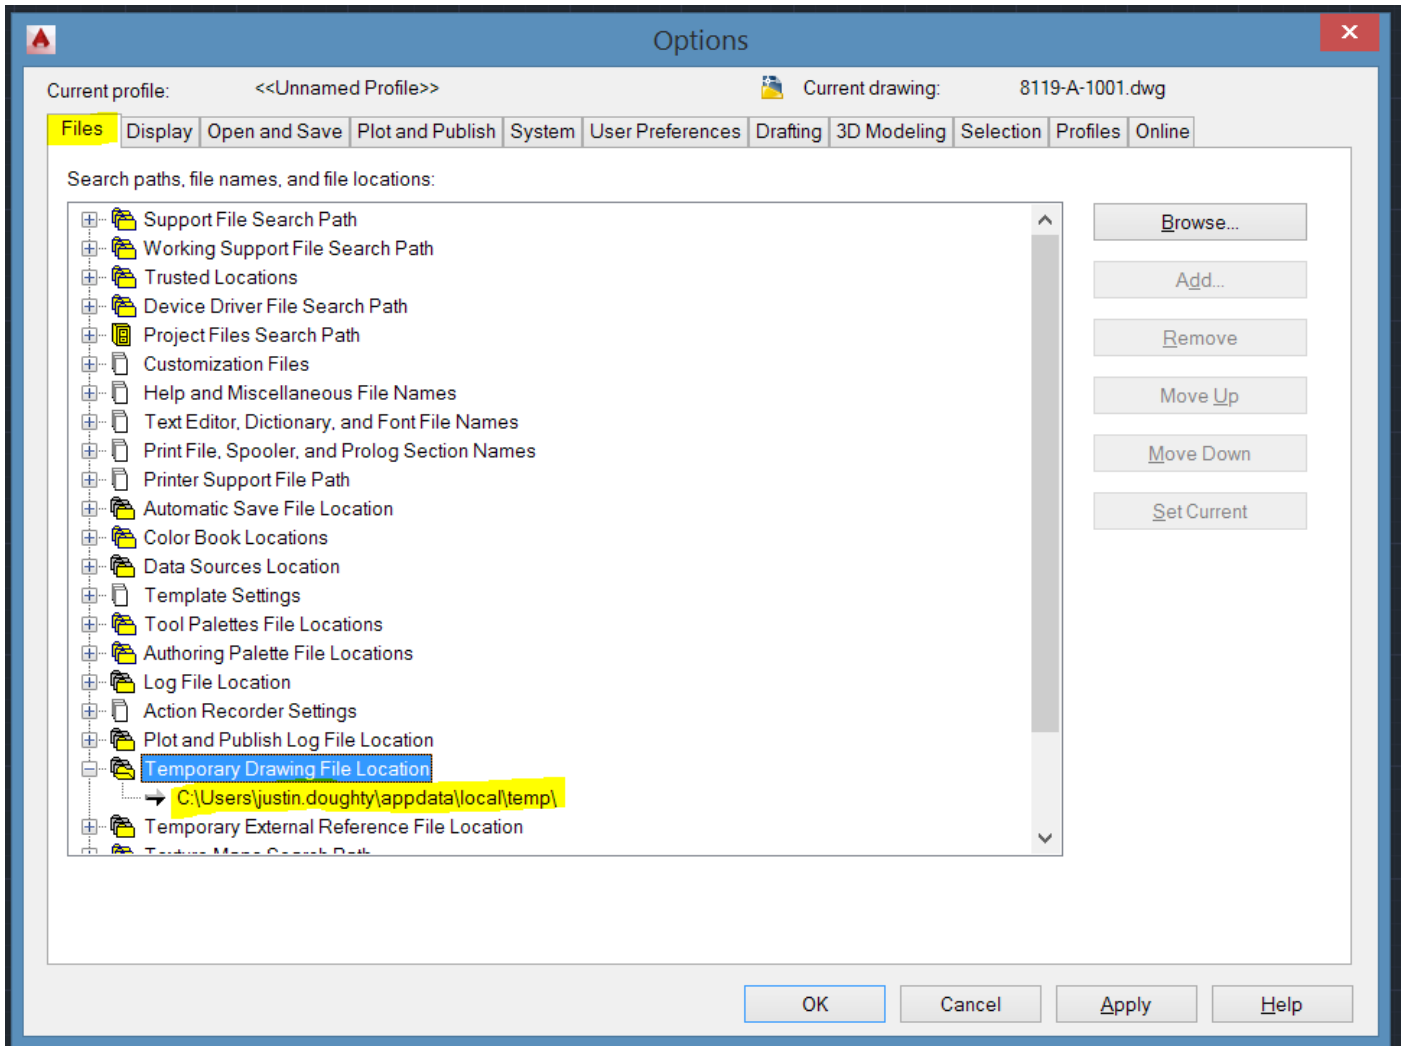 Options
Current profile: <<Unnamed Profile>> Current drawing: 8119-A-1001.dwg
Files Display Open and Save Plot and Publish System User Preferences Drafting 3D Modeling Selection Profiles Online
Search paths, file names, and file locations:
Support File Search Path
Working Support File Search Path
Trusted Locations
Device Driver File Search Path
Project Files Search Path
Customization Files
Help and Miscellaneous File Names
Text Editor, Dictionary, and Font File Names
Print File, Spooler, and Prolog Section Names
Printer Support File Path
Automatic Save File Location
Color Book Locations
Data Sources Location
Template Settings
Tool Palettes File Locations
Authoring Palette File Locations
Log File Location
Action Recorder Settings
Plot and Publish Log File Location
Temporary Drawing File Location
C:\Users\justin.doughty\appdata\local\temp\
Temporary External Reference File Location
Texture Maps Search Path
Browse...
Add...
Remove
Move Up
Move Down
Set Current
OK Cancel Apply Help